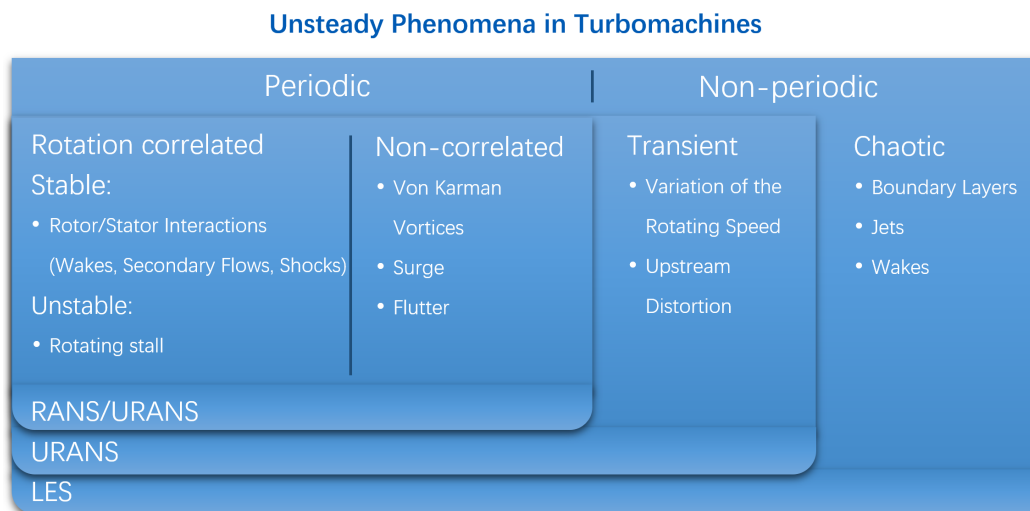 Unsteady Phenomena in Turbomachines
Periodic
Non-periodic
Rotation correlated
Stable:
• Rotor/Stator Interactions
(Wakes, Secondary Flows, Shocks)
Unstable:
• Rotating stall
Non-correlated
• Von Karman
Vortices
• Surge
• Flutter
Transient
• Variation of the
Rotating Speed
• Upstream
Distortion
Chaotic
• Boundary Layers
• Jets
• Wakes
RANS/URANS
URANS
LES